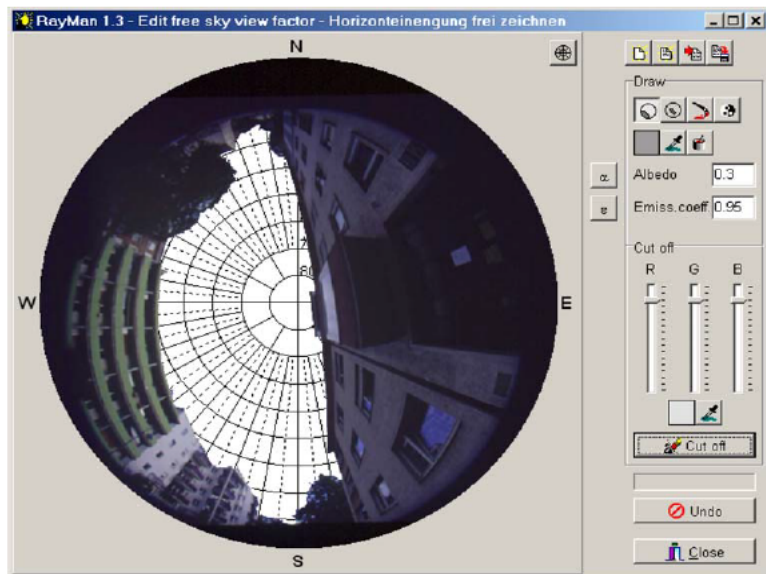 RayMan 1.3 - Edit free sky view factor - Horizonteinengung frei zeichnen
N
W
E
S
80
α
ε
Draw
Albedo 0.3
Emiss.coeff 0.95
Cut off
R G B
Cut off
Undo
Close